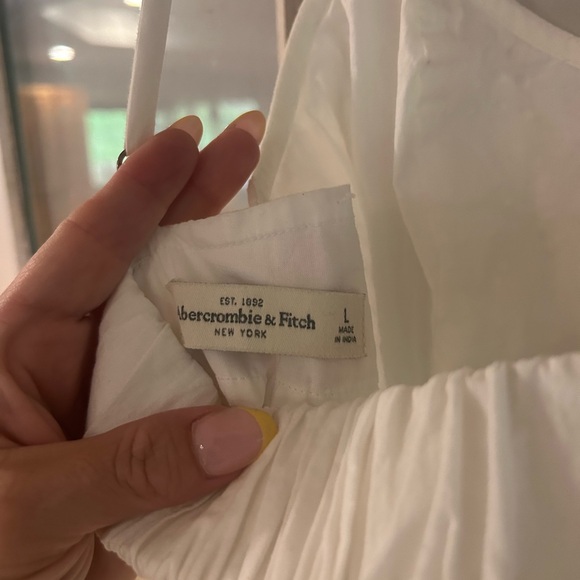 EST. 1892
Abercrombie & Fitch
NEW YORK
L
MADE
IN INDIA